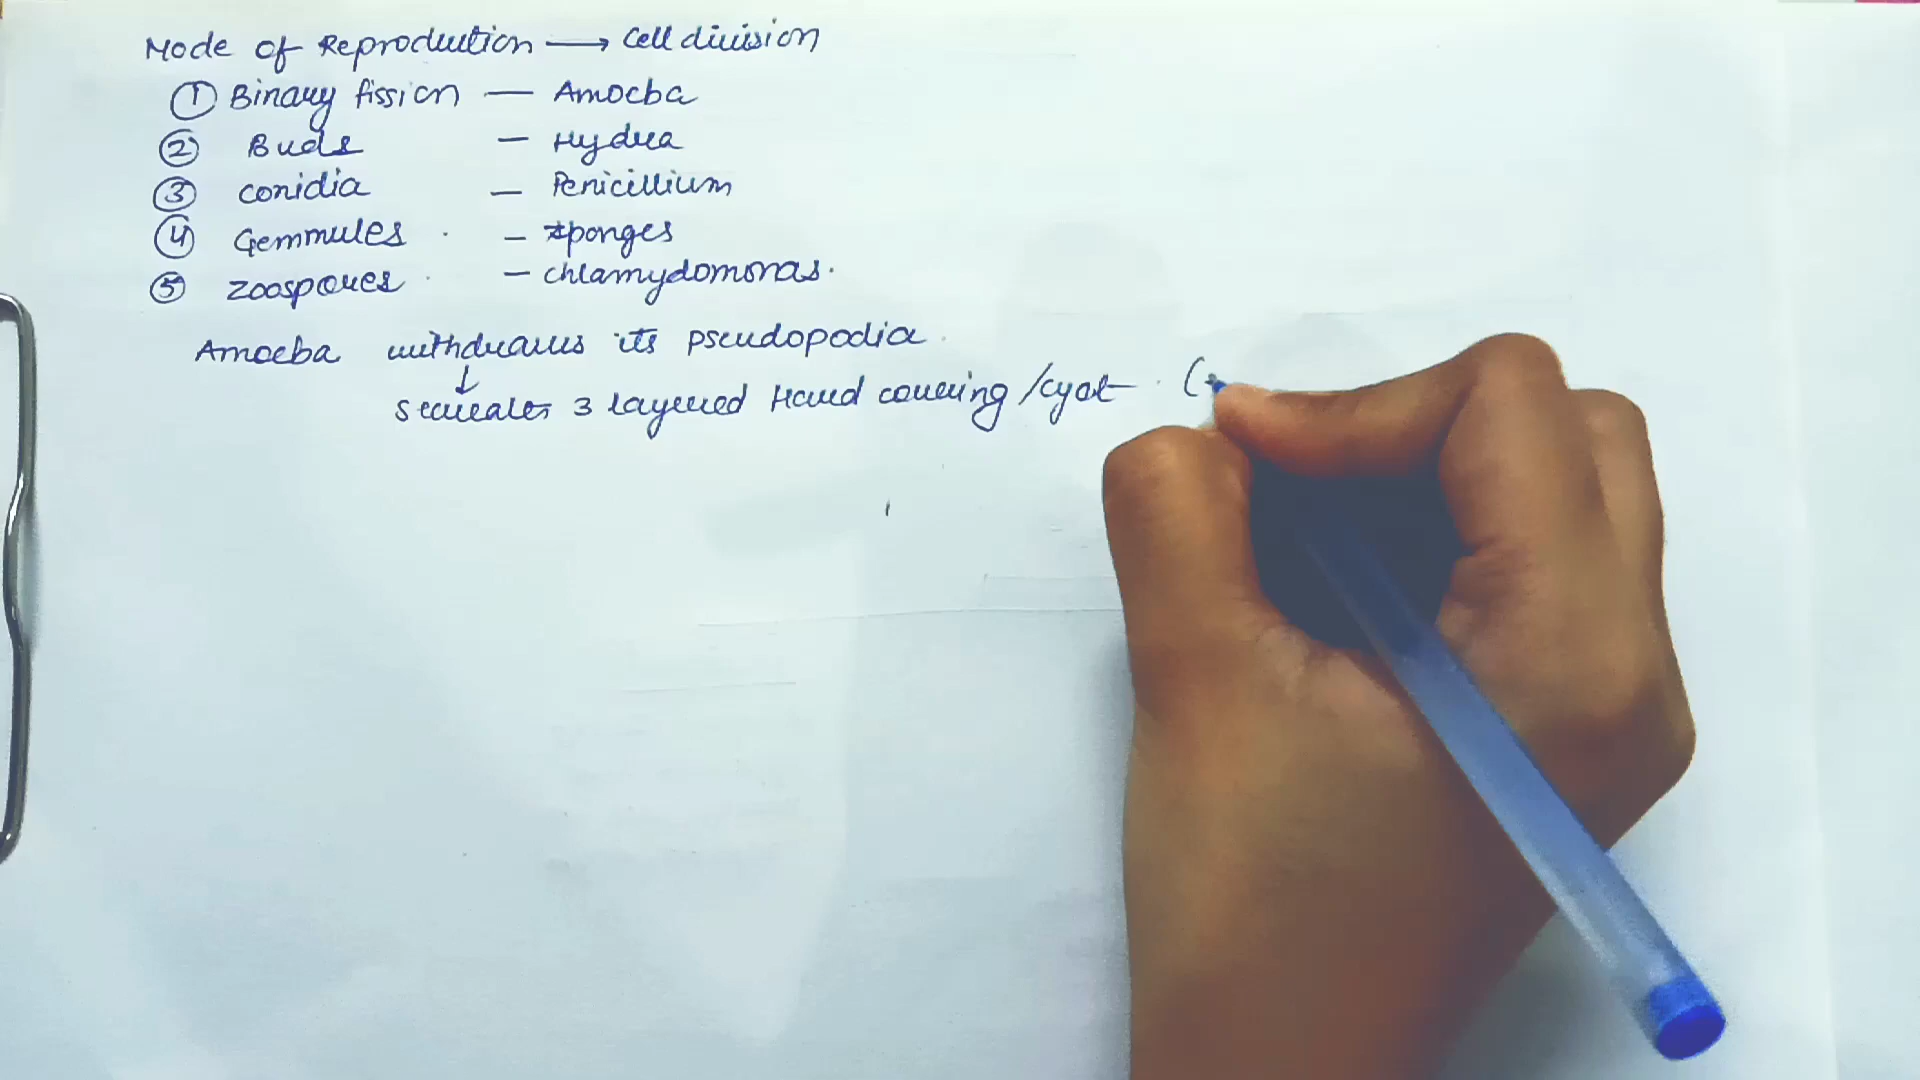 Mode of Reproduction → Cell division
① Binary fission — Amoeba
② Buds — Hydra
③ conidia — Penicillium
④ Gemmules — sponges
⑤ zoospores — chlamydomonas.
Amoeba withdraws its pseudopodia.
↓
secreates 3 layered Hard covering /cyst. (